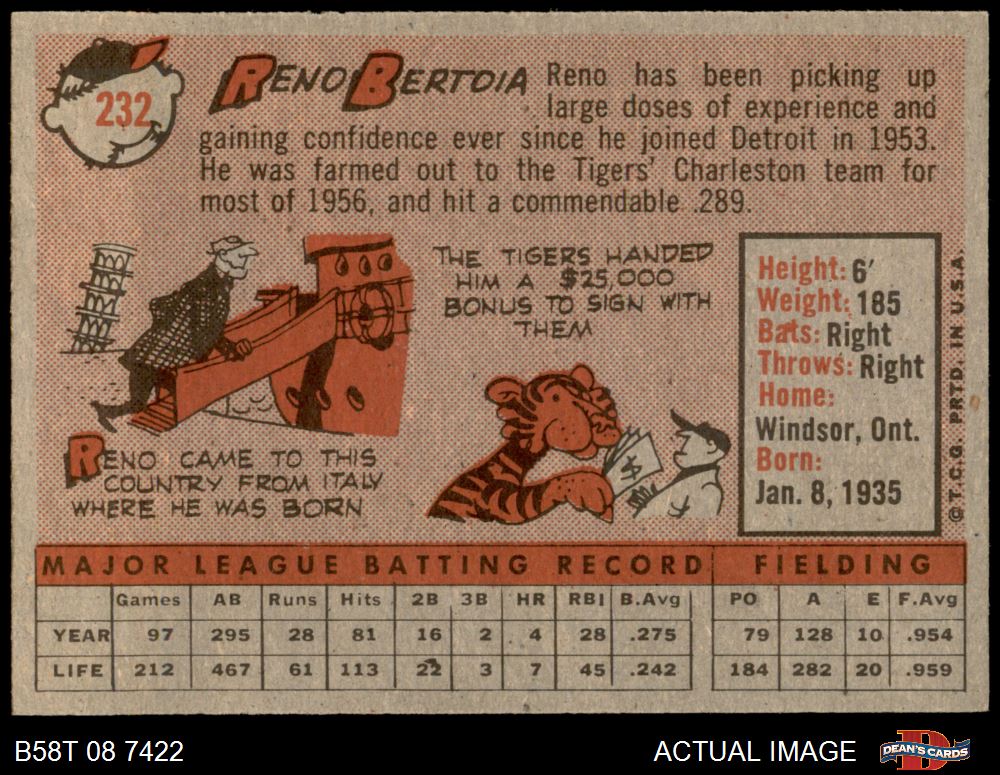 232
RENO BERTOIA
Reno has been picking up
large doses of experience and
gaining confidence ever since he joined Detroit in 1953.
He was farmed out to the Tigers' Charleston team for
most of 1956, and hit a commendable .289.
THE TIGERS HANDED
HIM A $25,000
BONUS TO SIGN WITH
THEM
$
RENO CAME TO THIS
COUNTRY FROM ITALY
WHERE HE WAS BORN
Height: 6'
Weight: 185
Bats: Right
Throws: Right
Home:
Windsor, Ont.
Born:
Jan. 8, 1935
© T.C.G. PRTD. IN U.S.A.
MAJOR LEAGUE BATTING RECORD FIELDING
Games AB Runs Hits 2B 3B HR RBI B.Avg PO A E F.Avg
YEAR 97 295 28 81 16 2 4 28 .275 79 128 10 .954
LIFE 212 467 61 113 22 3 7 45 .242 184 282 20 .959
B58T 08 7422
ACTUAL IMAGE
DEAN'S CARDS